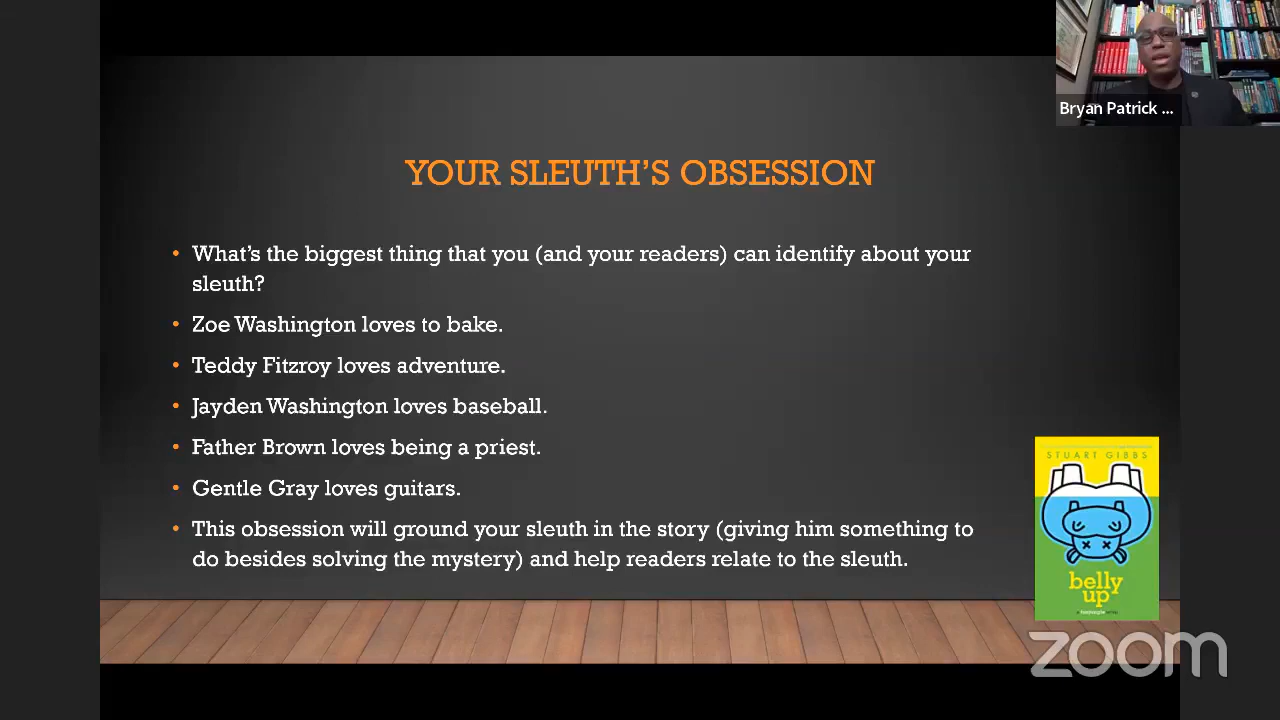 Bryan Patrick ...
YOUR SLEUTH'S OBSESSION
• What's the biggest thing that you (and your readers) can identify about your
sleuth?
• Zoe Washington loves to bake.
• Teddy Fitzroy loves adventure.
• Jayden Washington loves baseball.
• Father Brown loves being a priest.
• Gentle Gray loves guitars.
• This obsession will ground your sleuth in the story (giving him something to
do besides solving the mystery) and help readers relate to the sleuth.
STUART GIBBS
belly
up
zoom